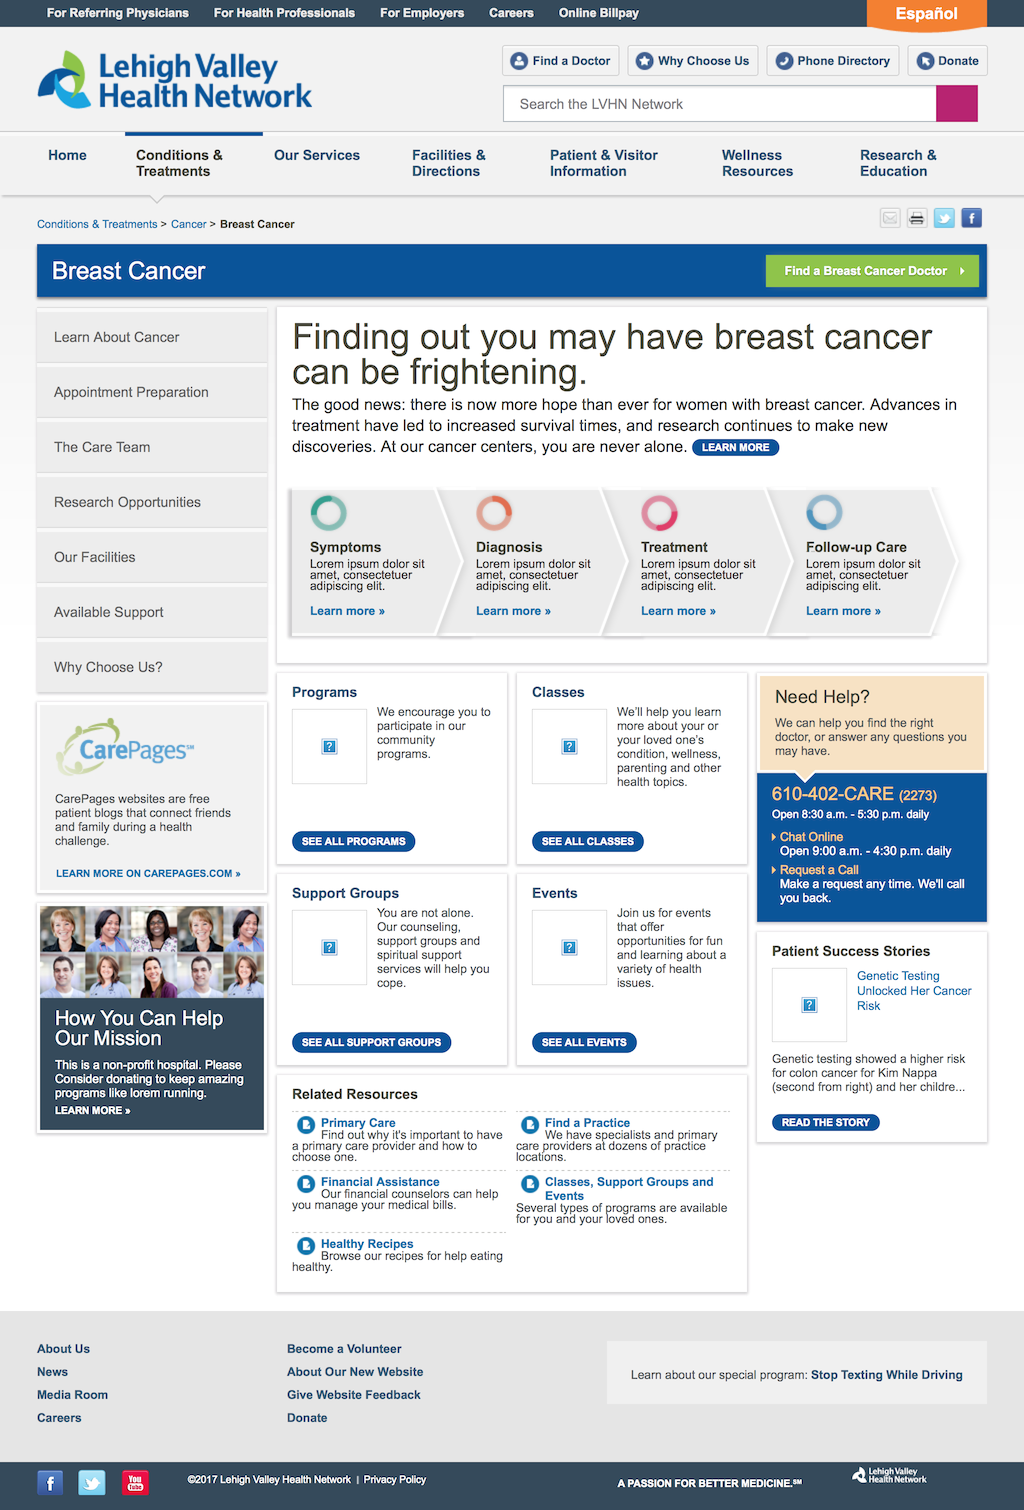 For Referring Physicians For Health Professionals For Employers Careers Online Billpay Español
Lehigh Valley
Health Network
Find a Doctor Why Choose Us Phone Directory Donate
Search the LVHN Network
Home
Conditions &
Treatments
Our Services
Facilities &
Directions
Patient & Visitor
Information
Wellness
Resources
Research &
Education
Conditions & Treatments > Cancer > Breast Cancer
Breast Cancer
Find a Breast Cancer Doctor
Learn About Cancer
Appointment Preparation
The Care Team
Research Opportunities
Our Facilities
Available Support
Why Choose Us?
CarePages℠
CarePages websites are free
patient blogs that connect friends
and family during a health
challenge.
LEARN MORE ON CAREPAGES.COM »
How You Can Help
Our Mission
This is a non-profit hospital. Please
Consider donating to keep amazing
programs like lorem running.
LEARN MORE »
Finding out you may have breast cancer
can be frightening.
The good news: there is now more hope than ever for women with breast cancer. Advances in
treatment have led to increased survival times, and research continues to make new
discoveries. At our cancer centers, you are never alone. LEARN MORE
Symptoms
Lorem ipsum dolor sit
amet, consectetuer
adipiscing elit.
Learn more »
Diagnosis
Lorem ipsum dolor sit
amet, consectetuer
adipiscing elit.
Learn more »
Treatment
Lorem ipsum dolor sit
amet, consectetuer
adipiscing elit.
Learn more »
Follow-up Care
Lorem ipsum dolor sit
amet, consectetuer
adipiscing elit.
Learn more »
Programs
We encourage you to
participate in our
community
programs.
SEE ALL PROGRAMS
Classes
We'll help you learn
more about your or
your loved one's
condition, wellness,
parenting and other
health topics.
SEE ALL CLASSES
Support Groups
You are not alone.
Our counseling,
support groups and
spiritual support
services will help you
cope.
SEE ALL SUPPORT GROUPS
Events
Join us for events
that offer
opportunities for fun
and learning about a
variety of health
issues.
SEE ALL EVENTS
Related Resources
Primary Care
Find out why it's important to have
a primary care provider and how to
choose one.
Find a Practice
We have specialists and primary
care providers at dozens of practice
locations.
Financial Assistance
Our financial counselors can help
you manage your medical bills.
Classes, Support Groups and
Events
Several types of programs are available
for you and your loved ones.
Healthy Recipes
Browse our recipes for help eating
healthy.
Need Help?
We can help you find the right
doctor, or answer any questions you
may have.
610-402-CARE (2273)
Open 8:30 a.m. - 5:30 p.m. daily
Chat Online
Open 9:00 a.m. - 4:30 p.m. daily
Request a Call
Make a request any time. We'll call
you back.
Patient Success Stories
Genetic Testing
Unlocked Her Cancer
Risk
Genetic testing showed a higher risk
for colon cancer for Kim Nappa
(second from right) and her childre...
READ THE STORY
About Us
News
Media Room
Careers
Become a Volunteer
About Our New Website
Give Website Feedback
Donate
Learn about our special program: Stop Texting While Driving
You
Tube
©2017 Lehigh Valley Health Network | Privacy Policy
A PASSION FOR BETTER MEDICINE.℠
Lehigh Valley
Health Network